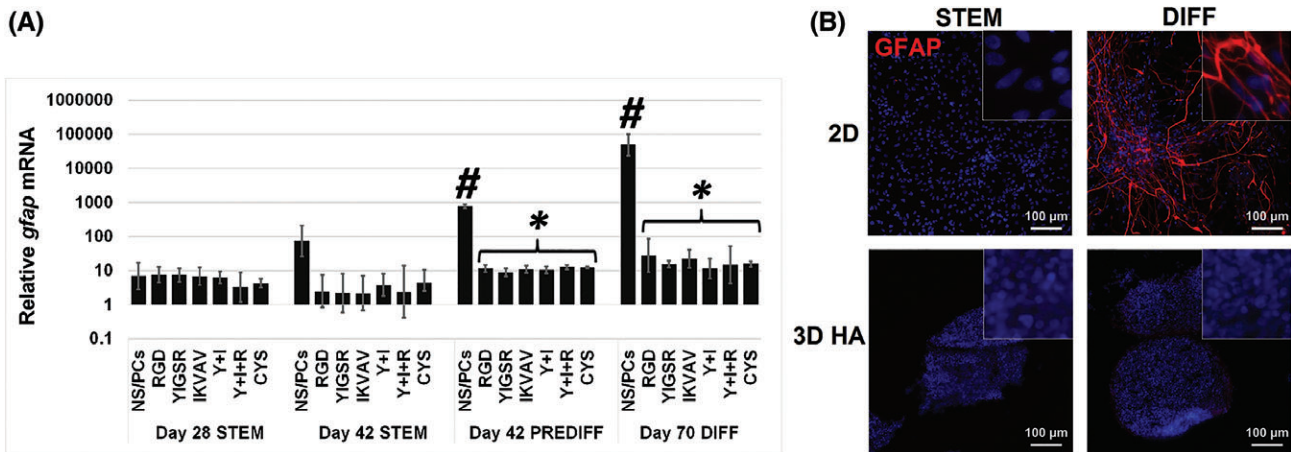 (A)
Relative gfap mRNA
1000000
100000
10000
1000
100
10
1
0.1
#
*
#
*
NS/PCs
RGD
YIGSR
IKVAV
Y+I
Y+I+R
CYS
NS/PCs
RGD
YIGSR
IKVAV
Y+I
Y+I+R
CYS
NS/PCs
RGD
YIGSR
IKVAV
Y+I
Y+I+R
CYS
NS/PCs
RGD
YIGSR
IKVAV
Y+I
Y+I+R
CYS
Day 28 STEM
Day 42 STEM
Day 42 PREDIFF
Day 70 DIFF
(B)
STEM
DIFF
GFAP
2D
100 µm
100 µm
3D HA
100 µm
100 µm